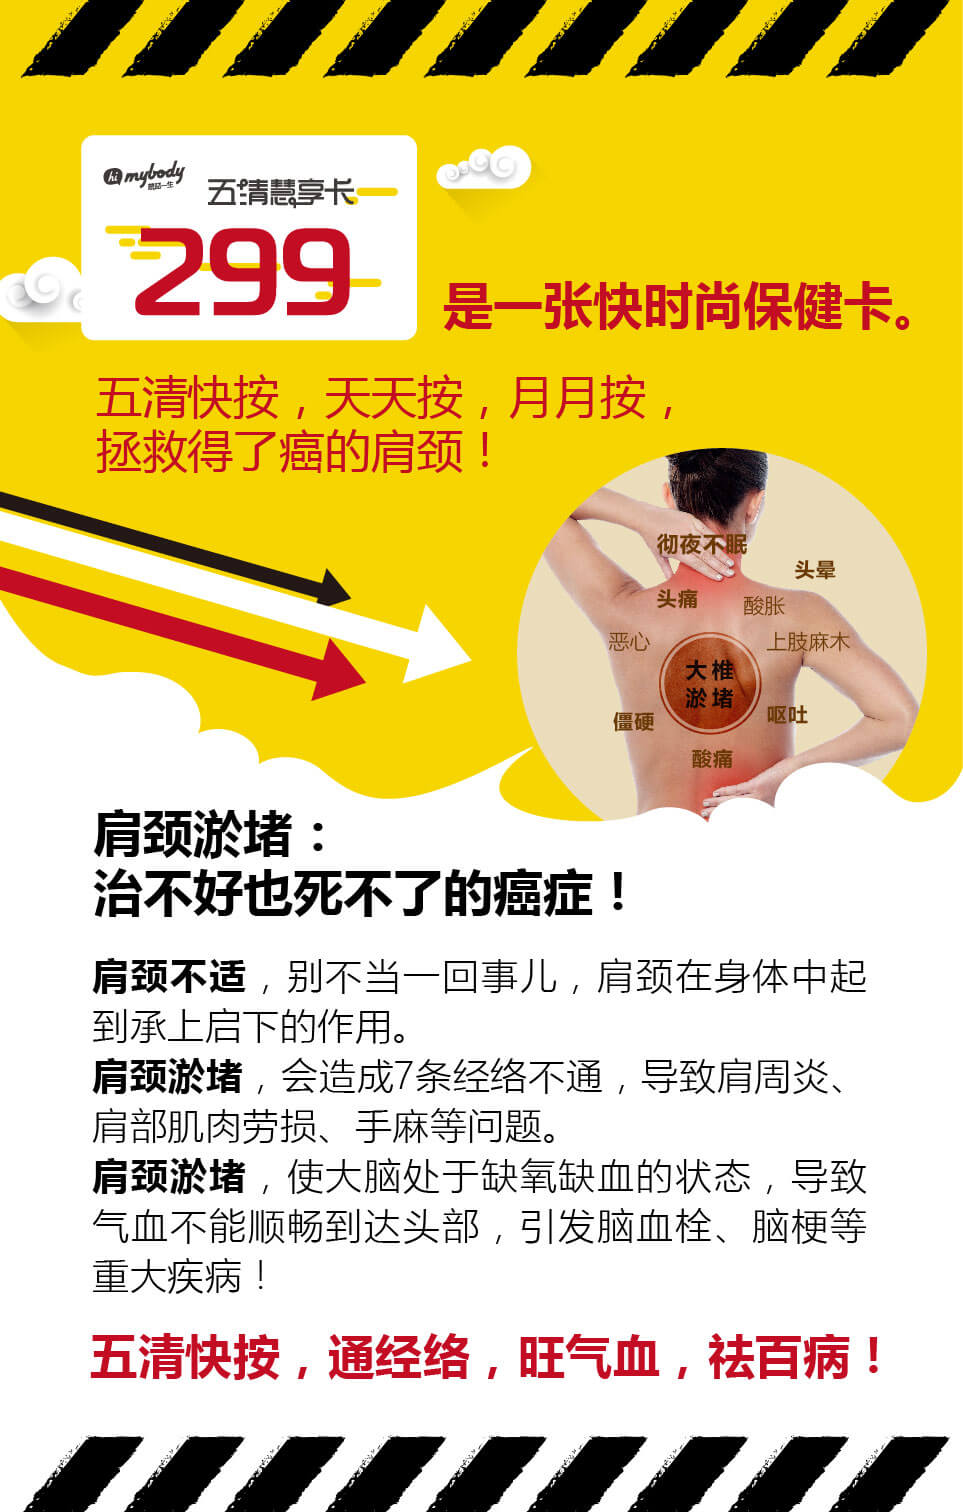 hi mybody
五清慧享卡
299
是一张快时尚保健卡。
五清快按，天天按，月月按，
拯救得了癌的肩颈！
彻夜不眠
头晕
头痛
酸胀
恶心
上肢麻木
大椎
淤堵
僵硬
呕吐
酸痛
肩颈淤堵：
治不好也死不了的癌症！
肩颈不适，别不当一回事儿，肩颈在身体中起
到承上启下的作用。
肩颈淤堵，会造成7条经络不通，导致肩周炎、
肩部肌肉劳损、手麻等问题。
肩颈淤堵，使大脑处于缺氧缺血的状态，导致
气血不能顺畅到达头部，引发脑血栓、脑梗等
重大疾病！
五清快按，通经络，旺气血，祛百病！